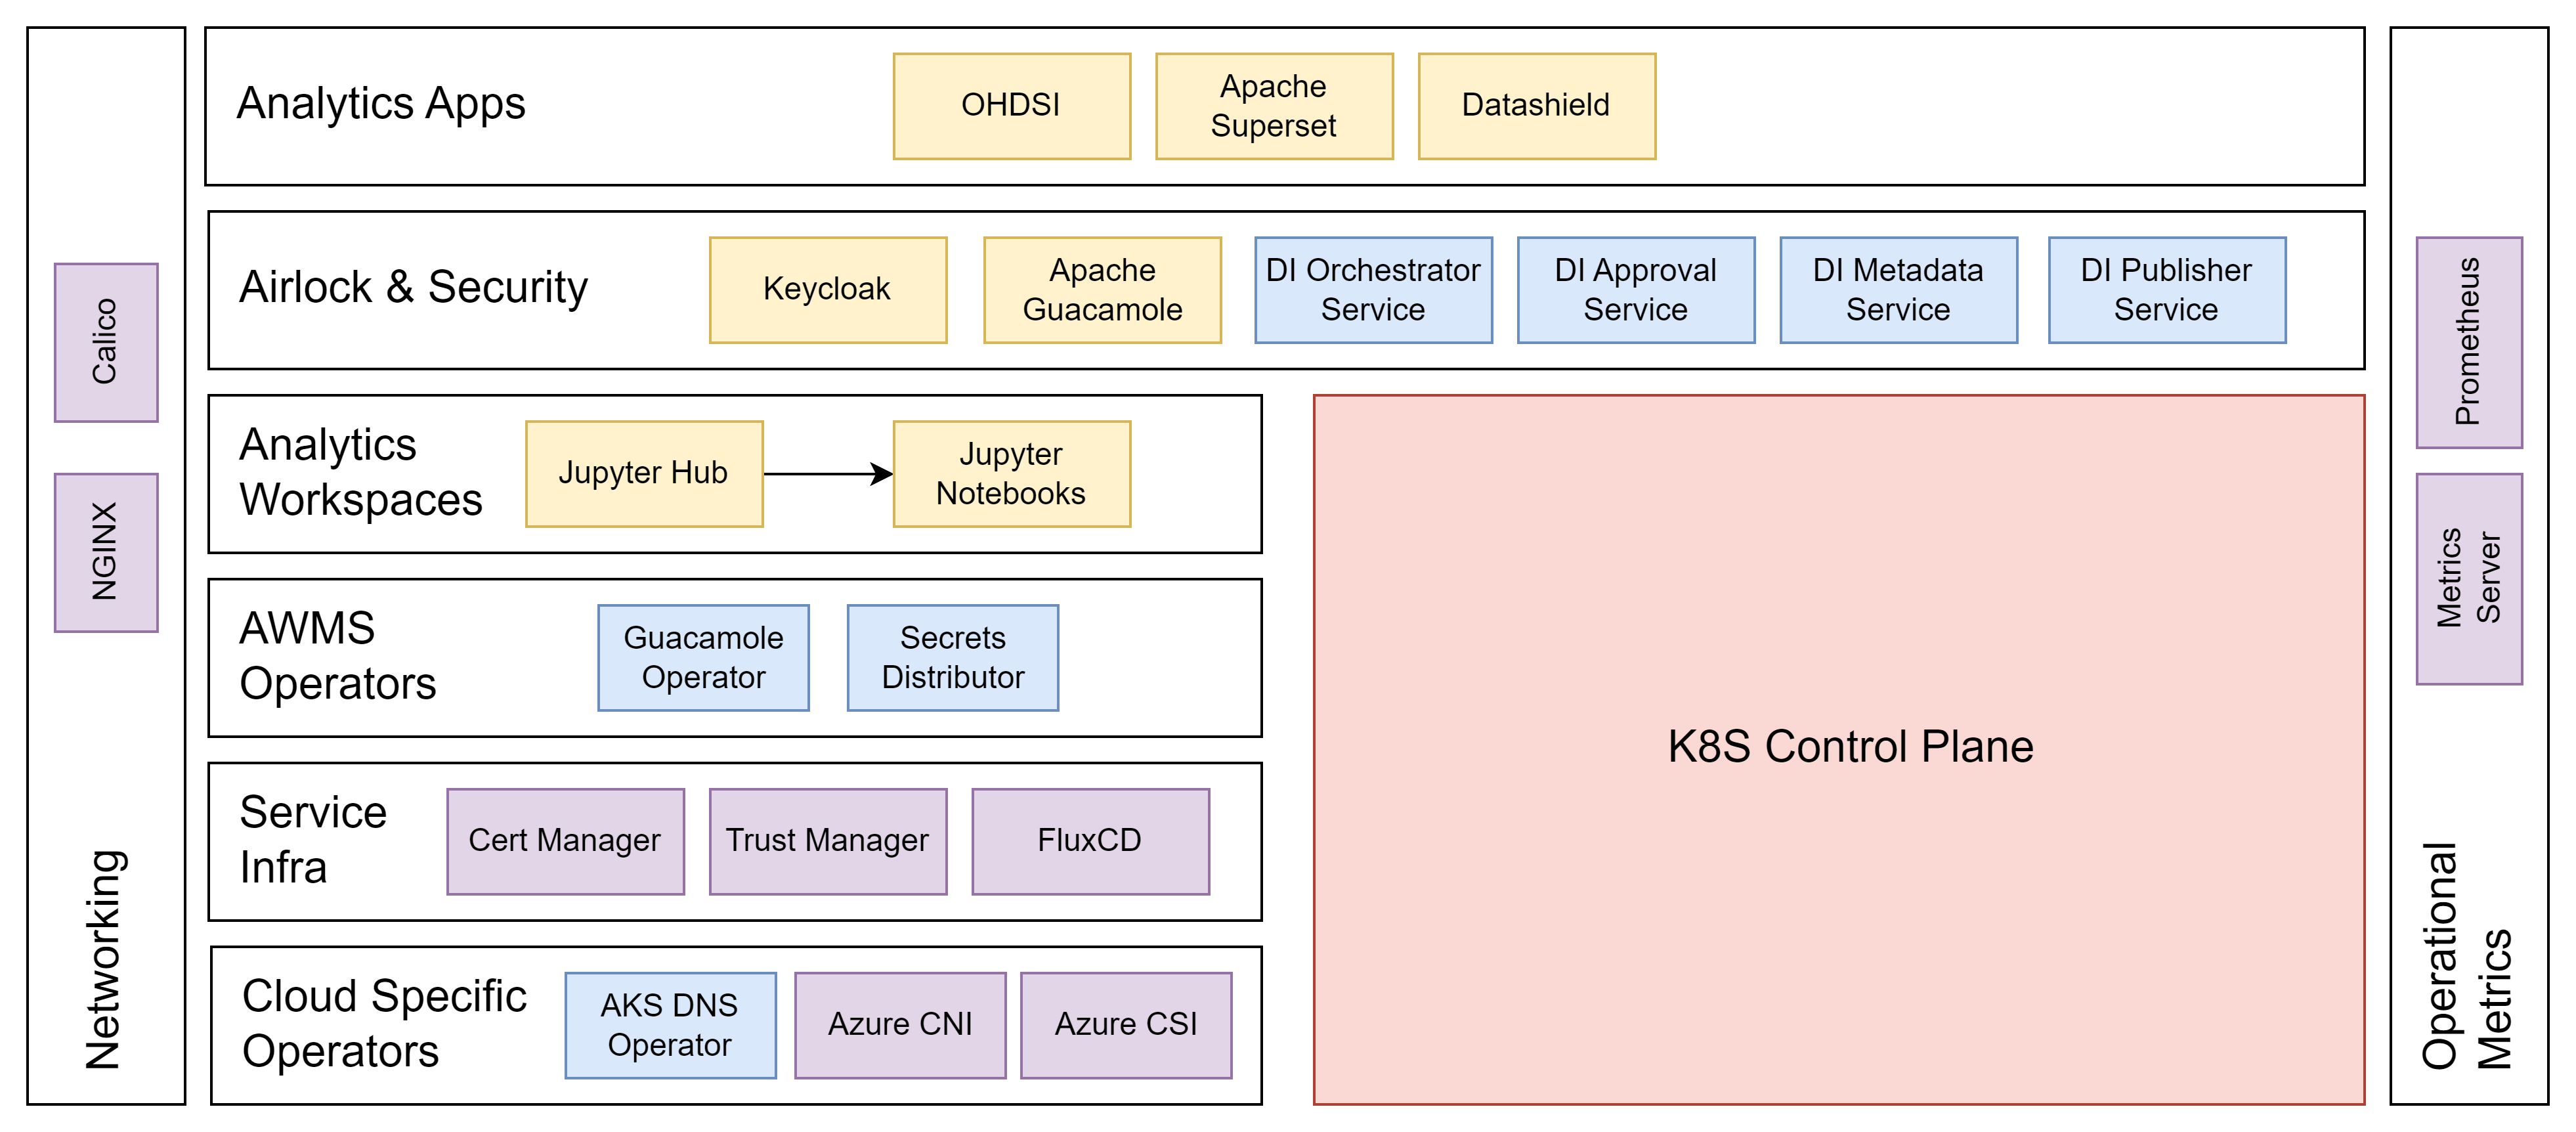 Analytics Apps
OHDSI
Apache
Superset
Datashield
Airlock & Security
Keycloak
Apache
Guacamole
DI Orchestrator
Service
DI Approval
Service
DI Metadata
Service
DI Publisher
Service
Analytics
Workspaces
Jupyter Hub
Jupyter
Notebooks
AWMS
Operators
Guacamole
Operator
Secrets
Distributor
Service
Infra
Cert Manager
Trust Manager
FluxCD
Cloud Specific
Operators
AKS DNS
Operator
Azure CNI
Azure CSI
K8S Control Plane
Calico
NGINX
Networking
Prometheus
Metrics
Server
Operational
Metrics